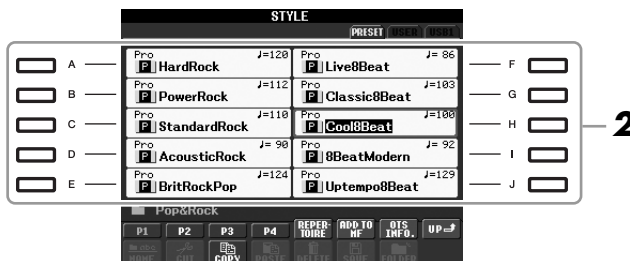 STYLE
PRESET USER USB1
A Pro ♩=120 HardRock
Pro ♩= 86 Live8Beat F
B Pro ♩=112 PowerRock
Pro ♩=103 Classic8Beat G
C Pro ♩=110 StandardRock
Pro ♩=100 Cool8Beat H
2
D Pro ♩= 90 AcousticRock
Pro ♩= 92 8BeatModern I
E Pro ♩=124 BritRockPop
Pro ♩=129 Uptempo8Beat J
Pop&Rock
P1 P2 P3 P4 REPER-TOIRE ADD TO MF OTS INFO. UP
NAME CUT COPY PASTE DELETE SAVE FOLDER